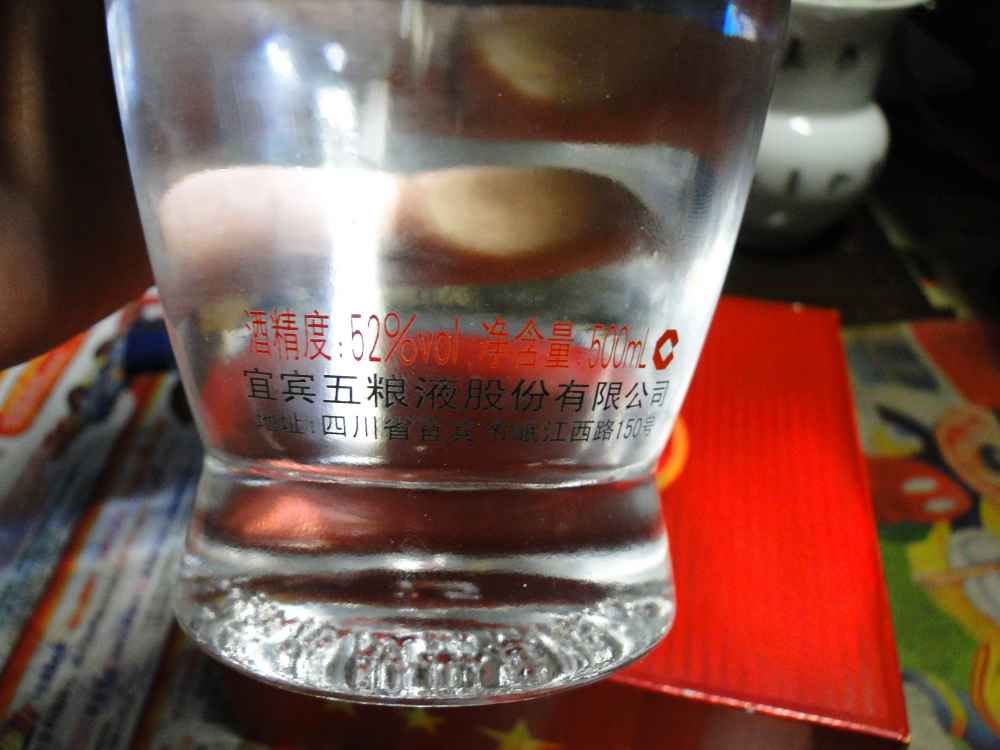 酒精度:52%vol 净含量:500mL
宜宾五粮液股份有限公司
地址:四川省宜宾市岷江西路150号